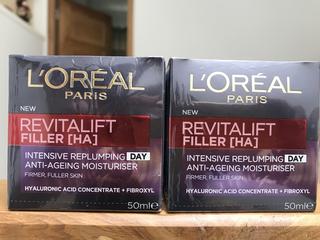 L'ORÉAL
PARIS
NEW
REVITALIFT
FILLER [HA]
INTENSIVE REPLUMPING DAY
ANTI-AGEING MOISTURISER
FIRMER, FULLER SKIN
HYALURONIC ACID CONCENTRATE + FIBROXYL
50ml e
L'ORÉAL
PARIS
NEW
REVITALIFT
FILLER [HA]
INTENSIVE REPLUMPING DAY
ANTI-AGEING MOISTURISER
FIRMER, FULLER SKIN
HYALURONIC ACID CONCENTRATE + FIBROXYL
50ml e